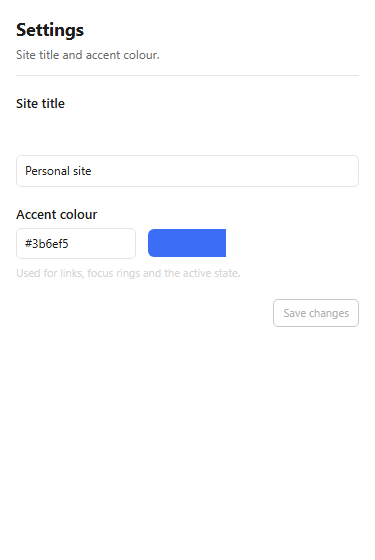 Settings
Site title and accent colour.
Site title
Personal site
Accent colour
#3b6ef5
Used for links, focus rings and the active state.
Save changes